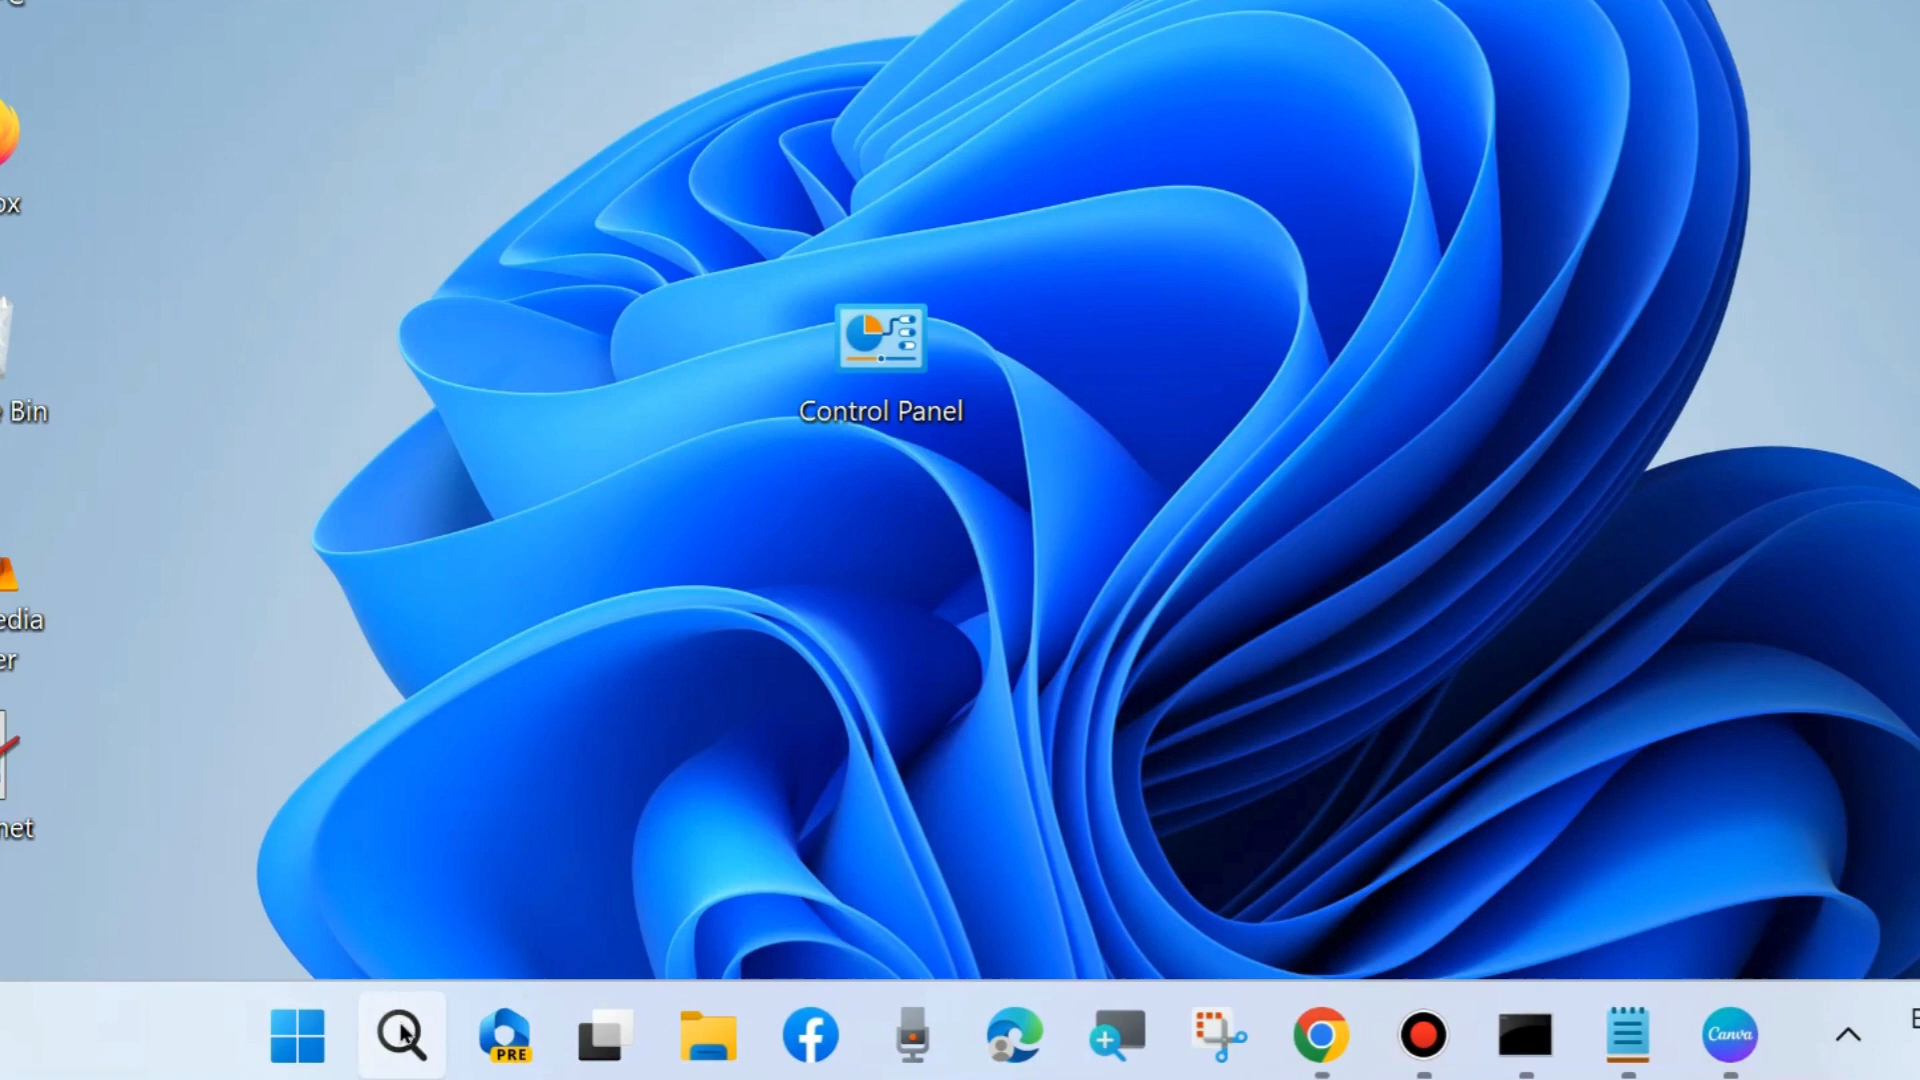 ox
Bin
Control Panel
edia
er
net
PRE
Canva